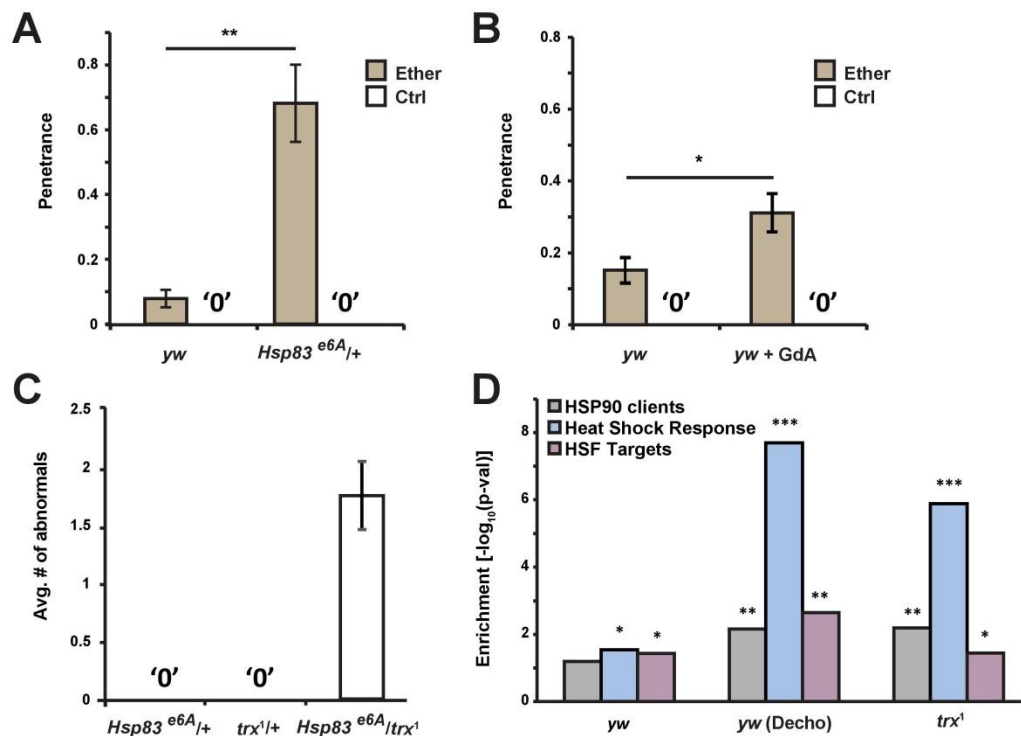 A
**
0.8
0.6
0.4
0.2
0
Penetrance
Ether
Ctrl
'0'
'0'
yw
Hsp83 e6A/+
B
0.8
0.6
0.4
0.2
0
Penetrance
*
Ether
Ctrl
'0'
'0'
yw
yw + GdA
C
2.5
2
1.5
1
0.5
0
Avg. # of abnormals
'0'
'0'
Hsp83 e6A/+
trx1/+
Hsp83 e6A/trx1
D
HSP90 clients
Heat Shock Response
HSF Targets
8
6
4
2
0
Enrichment [-log10(p-val)]
*
*
**
***
**
**
***
*
yw
yw (Decho)
trx1